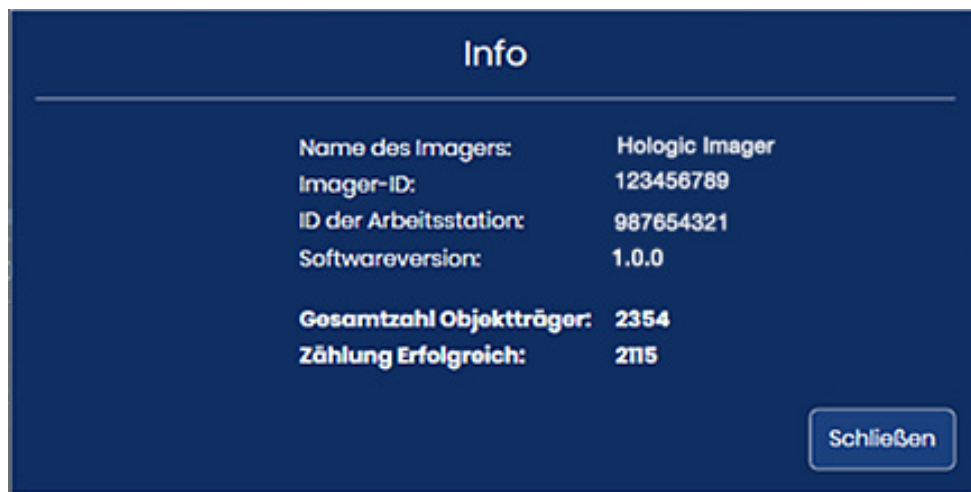 Info
Name des Imagers: Hologic Imager
Imager-ID: 123456789
ID der Arbeitsstation: 987654321
Softwareversion: 1.0.0
Gesamtzahl Objektträger: 2354
Zählung Erfolgreich: 2115
Schließen